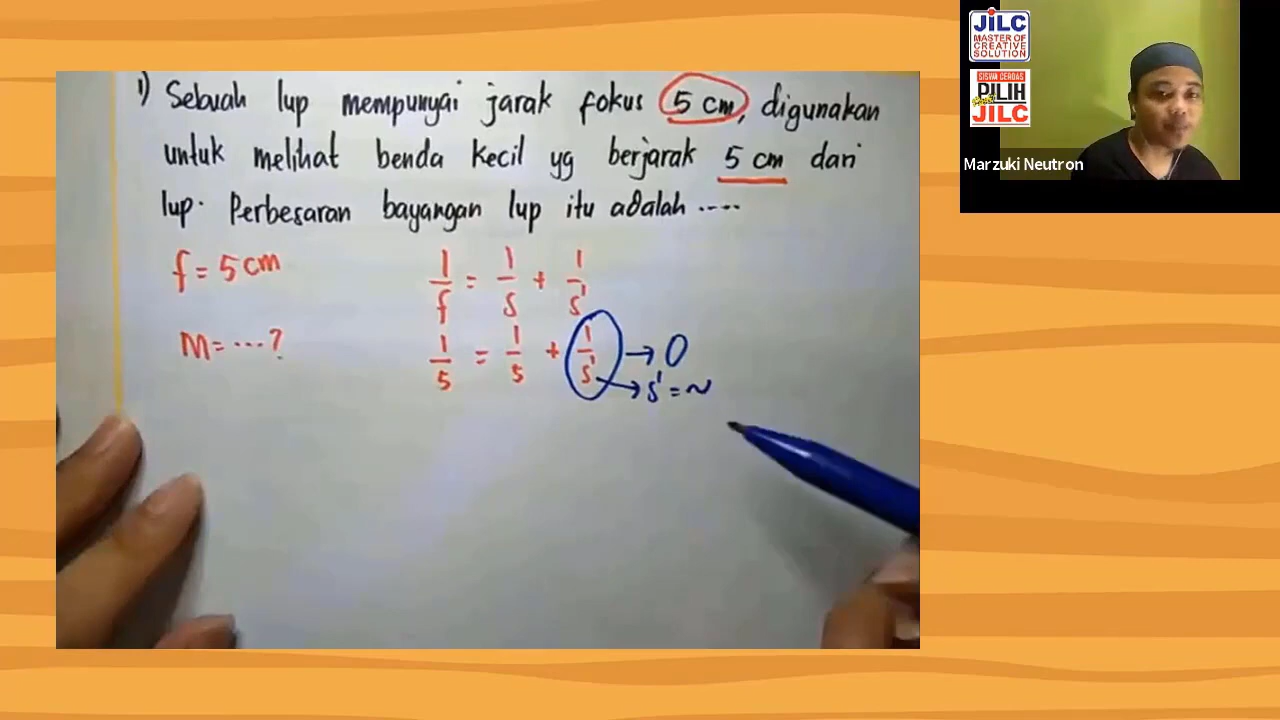 1) Sebuah lup mempunyai jarak fokus 5 cm, digunakan
untuk melihat benda kecil yg berjarak 5 cm dari
lup. Perbesaran bayangan lup itu adalah ....
f = 5 cm
M = ...?
1/f = 1/s + 1/s'
1/5 = 1/5 + 1/s' → 0
→ s' = ~
JILC
MASTER OF
CREATIVE
SOLUTION
SISWA CERDAS
PILIH
JILC
Marzuki Neutron